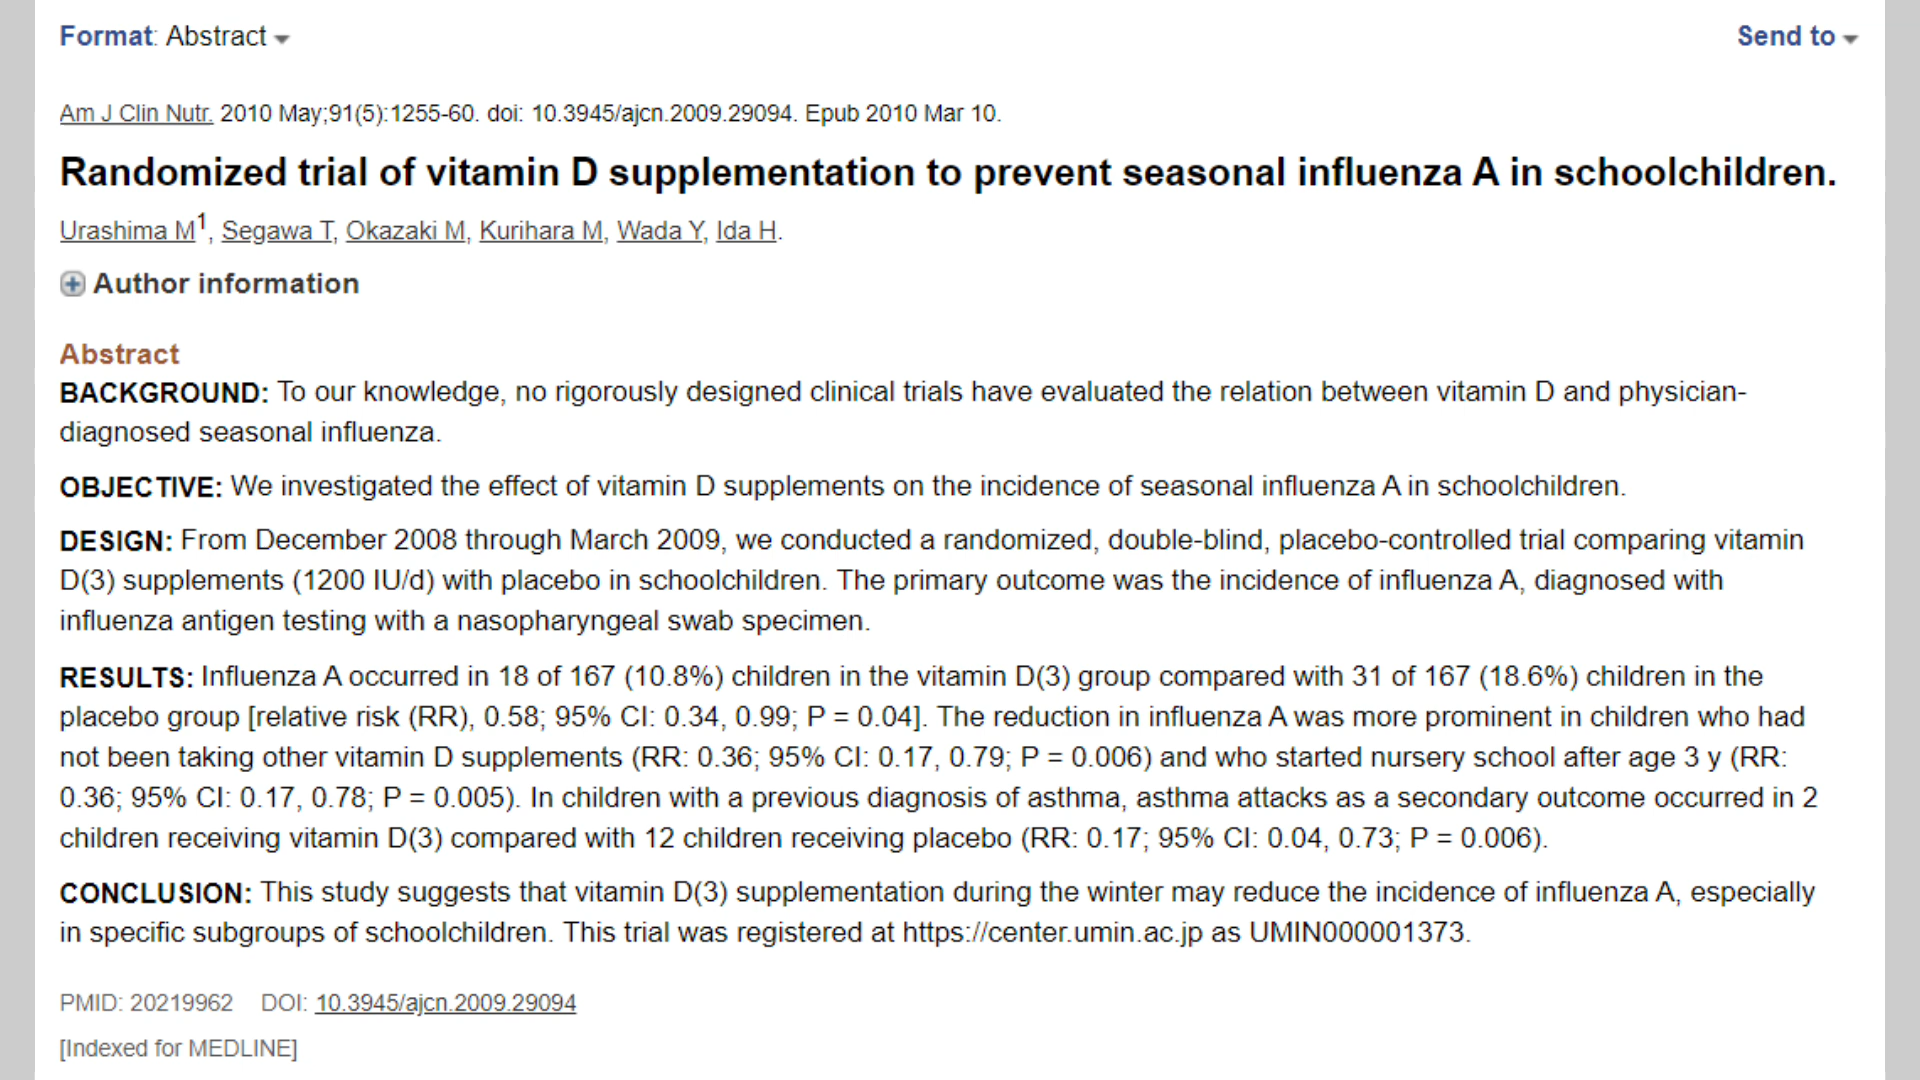 Format: Abstract
Send to
Am J Clin Nutr. 2010 May;91(5):1255-60. doi: 10.3945/ajcn.2009.29094. Epub 2010 Mar 10.
Randomized trial of vitamin D supplementation to prevent seasonal influenza A in schoolchildren.
Urashima M1, Segawa T, Okazaki M, Kurihara M, Wada Y, Ida H.
Author information
Abstract
BACKGROUND: To our knowledge, no rigorously designed clinical trials have evaluated the relation between vitamin D and physician-
diagnosed seasonal influenza.
OBJECTIVE: We investigated the effect of vitamin D supplements on the incidence of seasonal influenza A in schoolchildren.
DESIGN: From December 2008 through March 2009, we conducted a randomized, double-blind, placebo-controlled trial comparing vitamin
D(3) supplements (1200 IU/d) with placebo in schoolchildren. The primary outcome was the incidence of influenza A, diagnosed with
influenza antigen testing with a nasopharyngeal swab specimen.
RESULTS: Influenza A occurred in 18 of 167 (10.8%) children in the vitamin D(3) group compared with 31 of 167 (18.6%) children in the
placebo group [relative risk (RR), 0.58; 95% CI: 0.34, 0.99; P = 0.04]. The reduction in influenza A was more prominent in children who had
not been taking other vitamin D supplements (RR: 0.36; 95% CI: 0.17, 0.79; P = 0.006) and who started nursery school after age 3 y (RR:
0.36; 95% CI: 0.17, 0.78; P = 0.005). In children with a previous diagnosis of asthma, asthma attacks as a secondary outcome occurred in 2
children receiving vitamin D(3) compared with 12 children receiving placebo (RR: 0.17; 95% CI: 0.04, 0.73; P = 0.006).
CONCLUSION: This study suggests that vitamin D(3) supplementation during the winter may reduce the incidence of influenza A, especially
in specific subgroups of schoolchildren. This trial was registered at https://center.umin.ac.jp as UMIN000001373.
PMID: 20219962 DOI: 10.3945/ajcn.2009.29094
[Indexed for MEDLINE]